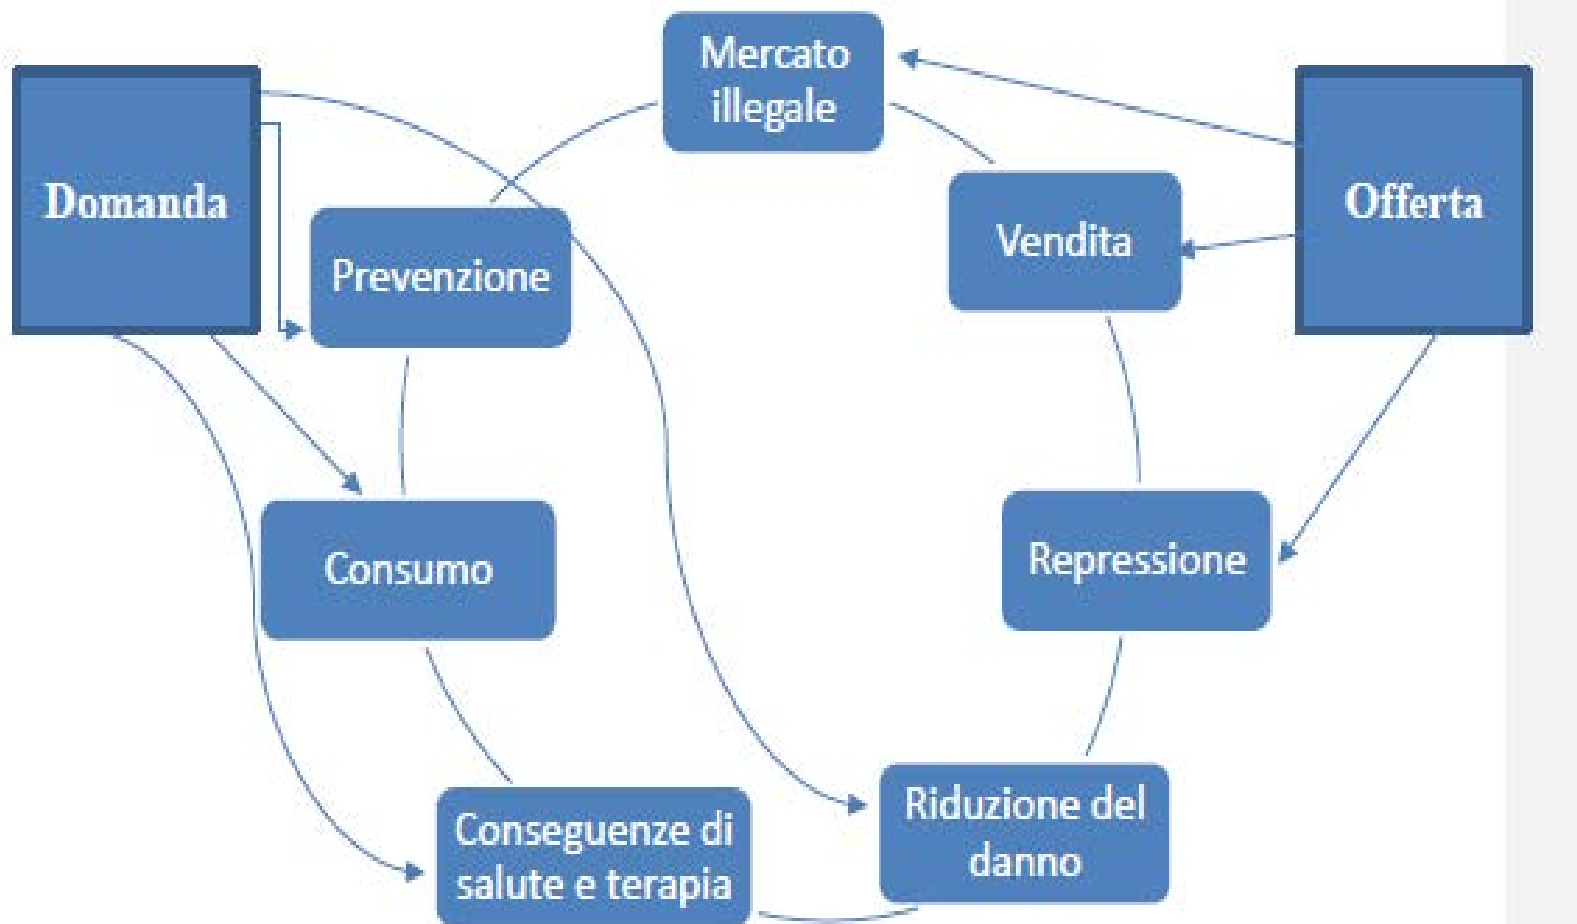 Mercato
illegale
Domanda
Offerta
Vendita
Prevenzione
Consumo
Repressione
Riduzione del
danno
Conseguenze di
salute e terapia